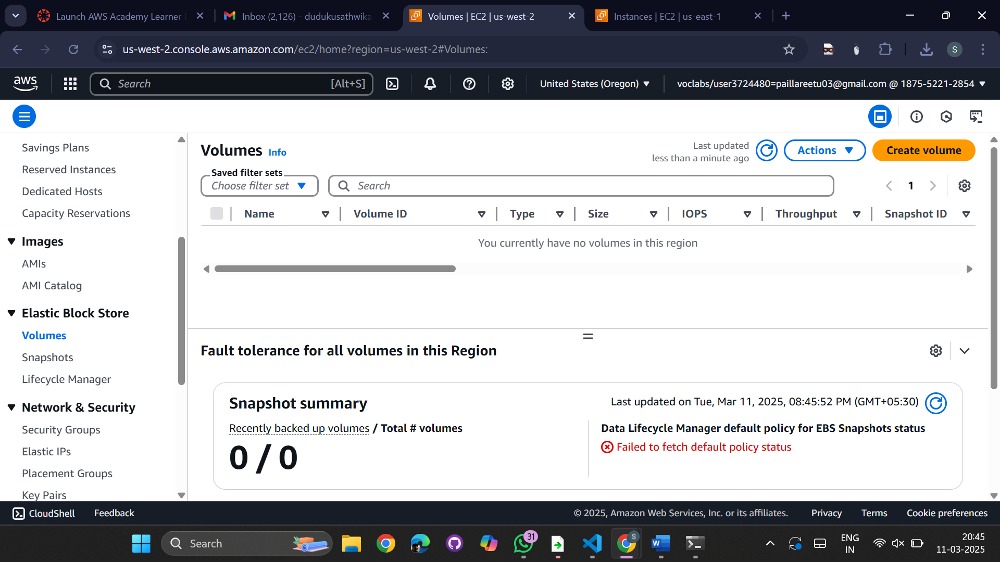 Launch AWS Academy Learner
Inbox (2,126) - dudukusathwika
Volumes | EC2 | us-west-2
Instances | EC2 | us-east-1
us-west-2.console.aws.amazon.com/ec2/home?region=us-west-2#Volumes:
S
aws
Search
[Alt+S]
United States (Oregon)
voclabs/user3724480=paillareetu03@gmail.com @ 1875-5221-2854
Savings Plans
Reserved Instances
Dedicated Hosts
Capacity Reservations
Images
AMIs
AMI Catalog
Elastic Block Store
Volumes
Snapshots
Lifecycle Manager
Network & Security
Security Groups
Elastic IPs
Placement Groups
Key Pairs
Volumes Info
Last updated
less than a minute ago
Actions
Create volume
Saved filter sets
Choose filter set
Search
1
Name
Volume ID
Type
Size
IOPS
Throughput
Snapshot ID
You currently have no volumes in this region
Fault tolerance for all volumes in this Region
Snapshot summary
Last updated on Tue, Mar 11, 2025, 08:45:52 PM (GMT+05:30)
Recently backed up volumes / Total # volumes
0 / 0
Data Lifecycle Manager default policy for EBS Snapshots status
Failed to fetch default policy status
CloudShell
Feedback
© 2025, Amazon Web Services, Inc. or its affiliates.
Privacy
Terms
Cookie preferences
Search
31
S
W
ENG
IN
20:45
11-03-2025